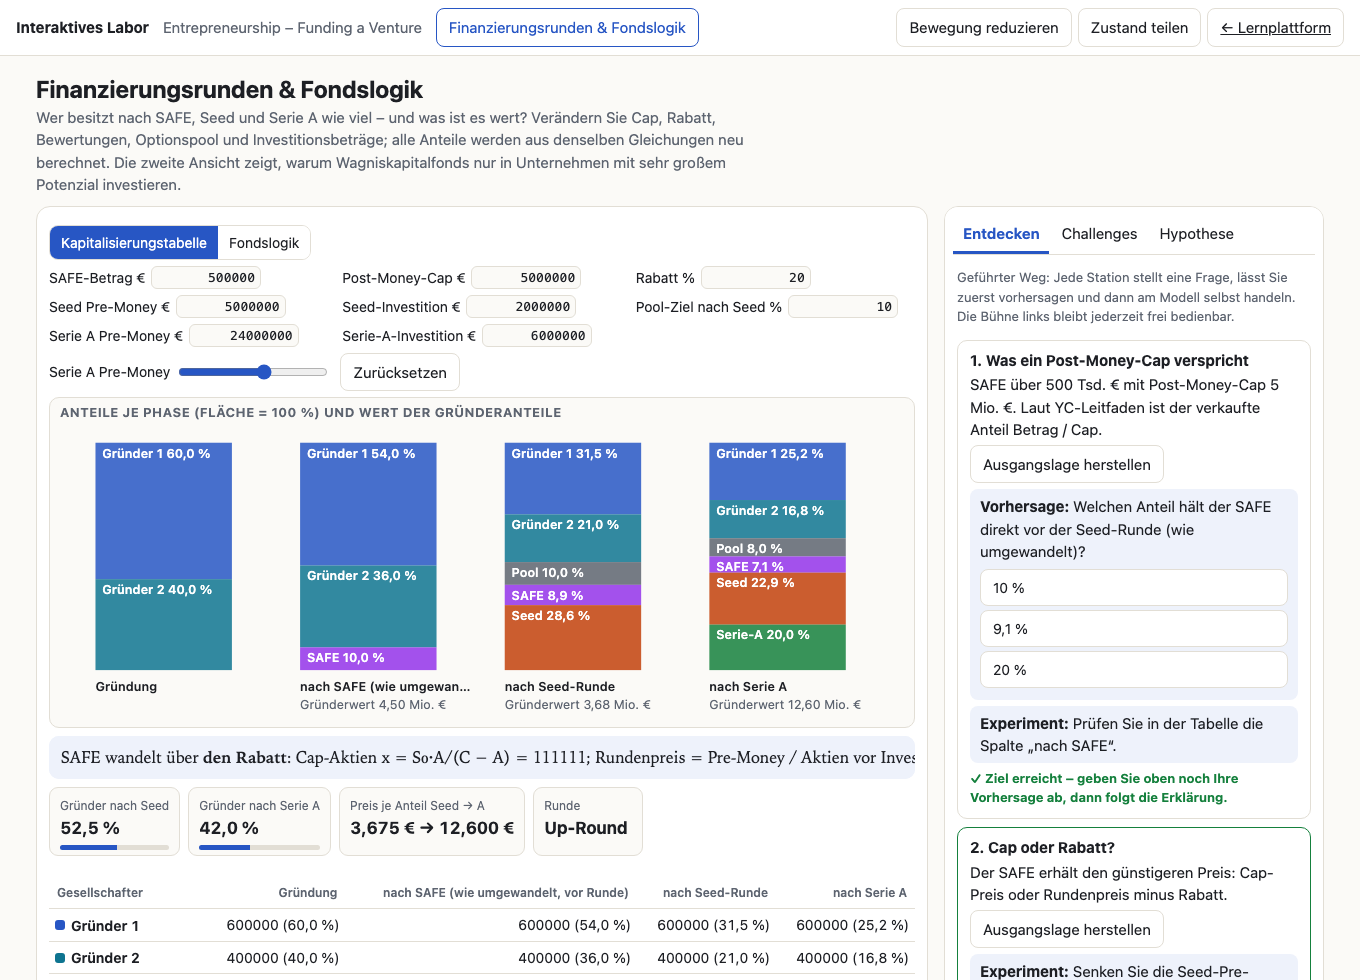 Interaktives Labor
Entrepreneurship – Funding a Venture
Finanzierungsrunden & Fondslogik
Bewegung reduzieren
Zustand teilen
← Lernplattform
Finanzierungsrunden & Fondslogik
Wer besitzt nach SAFE, Seed und Serie A wie viel – und was ist es wert? Verändern Sie Cap, Rabatt,
Bewertungen, Optionspool und Investitionsbeträge; alle Anteile werden aus denselben Gleichungen neu
berechnet. Die zweite Ansicht zeigt, warum Wagniskapitalfonds nur in Unternehmen mit sehr großem
Potenzial investieren.
Kapitalisierungstabelle
Fondslogik
SAFE-Betrag € 500000
Post-Money-Cap € 5000000
Rabatt % 20
Seed Pre-Money € 5000000
Seed-Investition € 2000000
Pool-Ziel nach Seed % 10
Serie A Pre-Money € 24000000
Serie-A-Investition € 6000000
Serie A Pre-Money
Zurücksetzen
ANTEILE JE PHASE (FLÄCHE = 100 %) UND WERT DER GRÜNDERANTEILE
Gründer 1 60,0 %
Gründer 2 40,0 %
Gründung
Gründer 1 54,0 %
Gründer 2 36,0 %
SAFE 10,0 %
nach SAFE (wie umgewan...
Gründerwert 4,50 Mio. €
Gründer 1 31,5 %
Gründer 2 21,0 %
Pool 10,0 %
SAFE 8,9 %
Seed 28,6 %
nach Seed-Runde
Gründerwert 3,68 Mio. €
Gründer 1 25,2 %
Gründer 2 16,8 %
Pool 8,0 %
SAFE 7,1 %
Seed 22,9 %
Serie-A 20,0 %
nach Serie A
Gründerwert 12,60 Mio. €
SAFE wandelt über den Rabatt: Cap-Aktien x = S₀·A/(C − A) = 111111; Rundenpreis = Pre-Money / Aktien vor Inves
Gründer nach Seed
52,5 %
Gründer nach Serie A
42,0 %
Preis je Anteil Seed → A
3,675 € → 12,600 €
Runde
Up-Round
Gesellschafter Gründung nach SAFE (wie umgewandelt, vor Runde) nach Seed-Runde nach Serie A
Gründer 1 600000 (60,0 %) 600000 (54,0 %) 600000 (31,5 %) 600000 (25,2 %)
Gründer 2 400000 (40,0 %) 400000 (36,0 %) 400000 (21,0 %) 400000 (16,8 %)
Entdecken
Challenges
Hypothese
Geführter Weg: Jede Station stellt eine Frage, lässt Sie
zuerst vorhersagen und dann am Modell selbst handeln.
Die Bühne links bleibt jederzeit frei bedienbar.
1. Was ein Post-Money-Cap verspricht
SAFE über 500 Tsd. € mit Post-Money-Cap 5
Mio. €. Laut YC-Leitfaden ist der verkaufte
Anteil Betrag / Cap.
Ausgangslage herstellen
Vorhersage: Welchen Anteil hält der SAFE
direkt vor der Seed-Runde (wie
umgewandelt)?
10 %
9,1 %
20 %
Experiment: Prüfen Sie in der Tabelle die
Spalte „nach SAFE“.
✓ Ziel erreicht – geben Sie oben noch Ihre
Vorhersage ab, dann folgt die Erklärung.
2. Cap oder Rabatt?
Der SAFE erhält den günstigeren Preis: Cap-
Preis oder Rundenpreis minus Rabatt.
Ausgangslage herstellen
Experiment: Senken Sie die Seed-Pre-